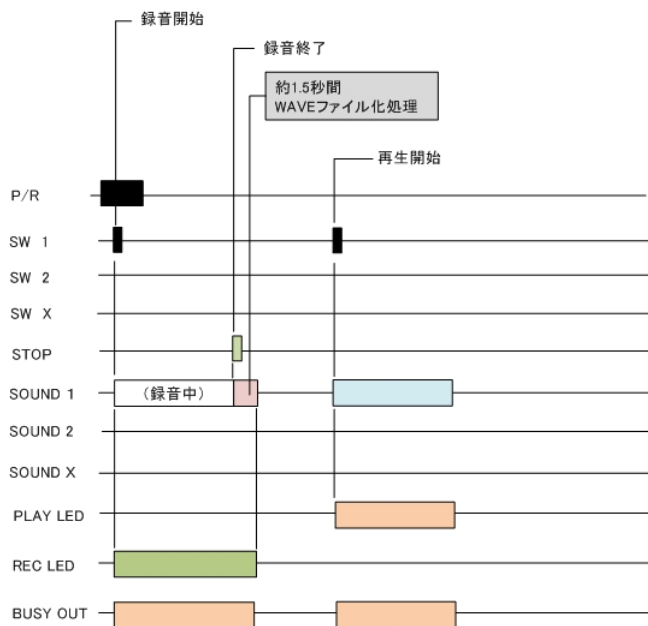 録音開始
録音終了
約1.5秒間
WAVEファイル化処理
再生開始
P/R
SW 1
SW 2
SW X
STOP
SOUND 1
(録音中)
SOUND 2
SOUND X
PLAY LED
REC LED
BUSY OUT